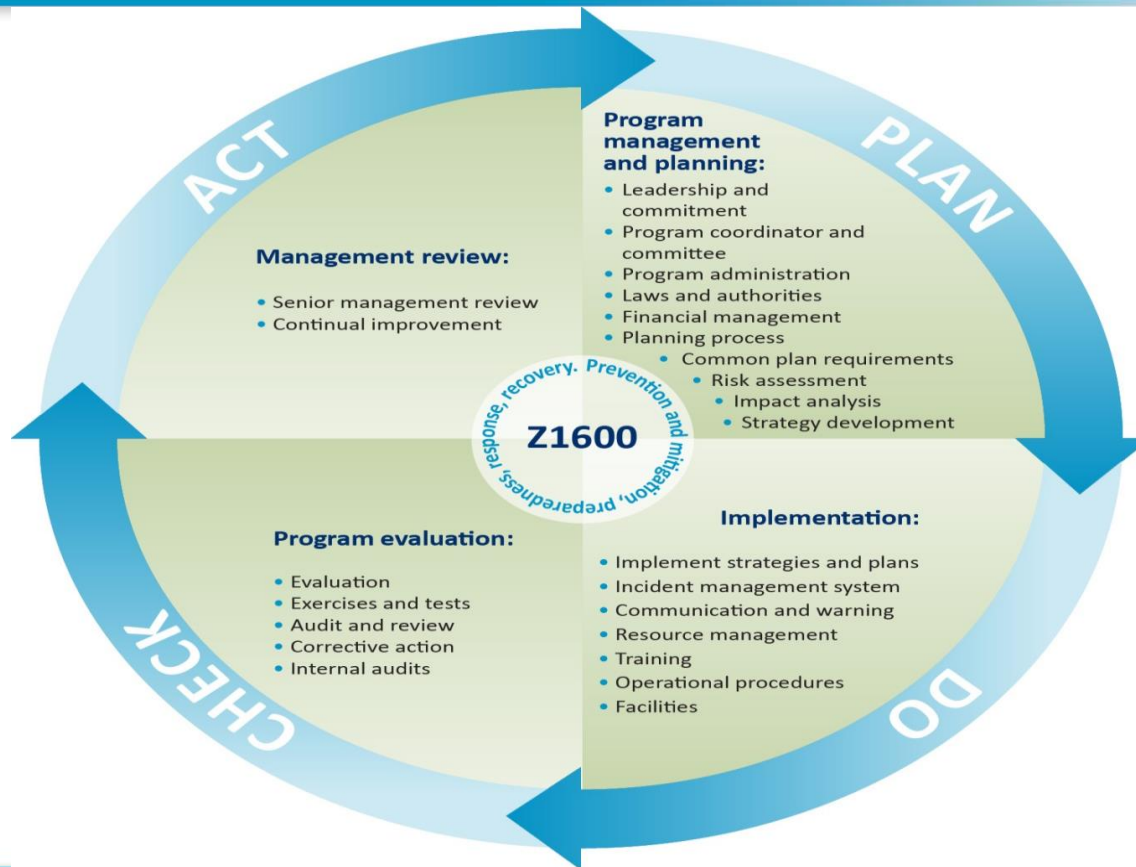 ACT
PLAN
Program
management
and planning:
• Leadership and
commitment
• Program coordinator and
committee
• Program administration
• Laws and authorities
• Financial management
• Planning process
• Common plan requirements
• Risk assessment
• Impact analysis
• Strategy development
Management review:
• Senior management review
• Continual improvement
Prevention and mitigation, preparedness, response, recovery.
Z1600
Program evaluation:
• Evaluation
• Exercises and tests
• Audit and review
• Corrective action
• Internal audits
Implementation:
• Implement strategies and plans
• Incident management system
• Communication and warning
• Resource management
• Training
• Operational procedures
• Facilities
CHECK
DO